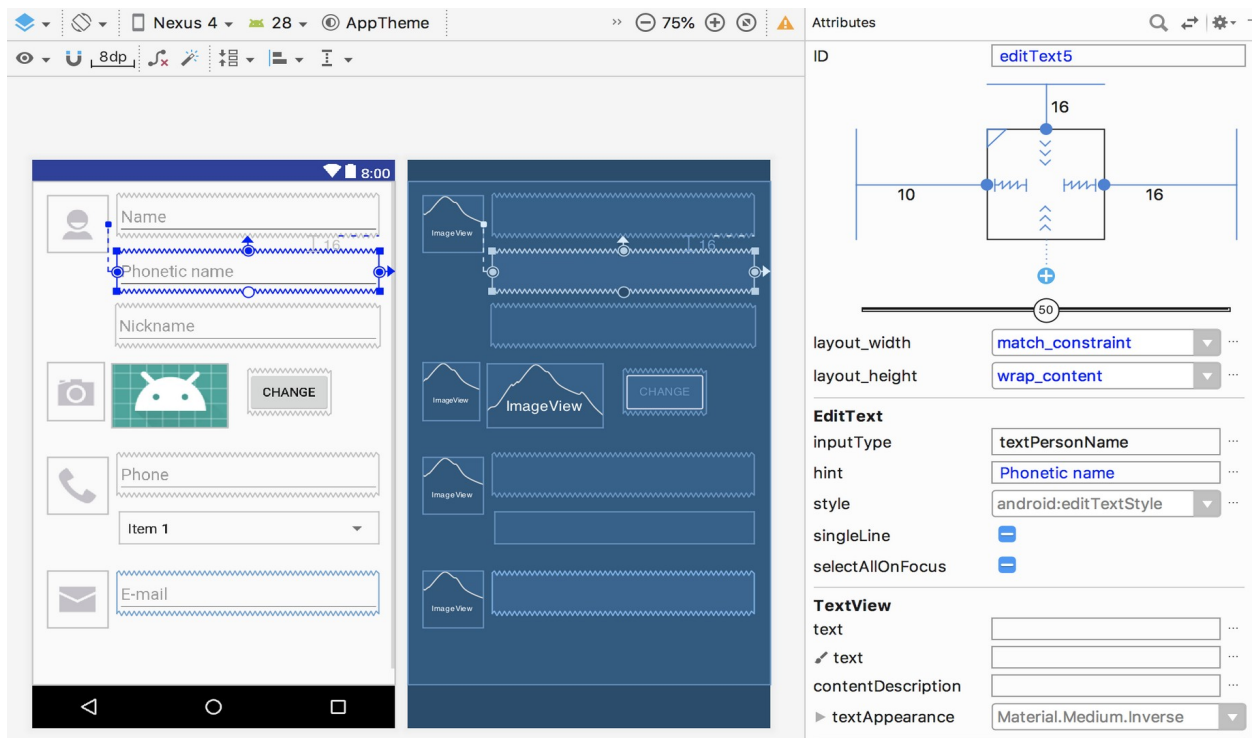 Nexus 4 28 AppTheme >> 75% Attributes
8dp
ID editText5
16
10 16
50
8:00
Name
16
Phonetic name
Nickname
CHANGE
Phone
Item 1
E-mail
ImageView
16
ImageView ImageView CHANGE
ImageView
ImageView
layout_width match_constraint ...
layout_height wrap_content ...
EditText
inputType textPersonName ...
hint Phonetic name ...
style android:editTextStyle ...
singleLine
selectAllOnFocus
TextView
text ...
text ...
contentDescription ...
textAppearance Material.Medium.Inverse